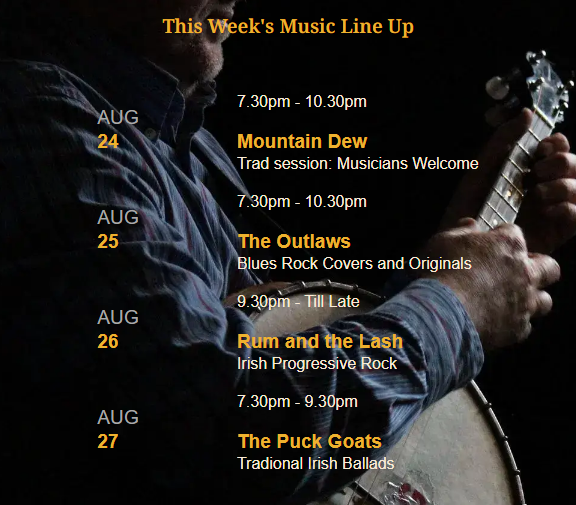 This Week's Music Line Up
7.30pm - 10.30pm
AUG
24
Mountain Dew
Trad session: Musicians Welcome
7.30pm - 10.30pm
AUG
25
The Outlaws
Blues Rock Covers and Originals
9.30pm - Till Late
AUG
26
Rum and the Lash
Irish Progressive Rock
7.30pm - 9.30pm
AUG
27
The Puck Goats
Tradional Irish Ballads